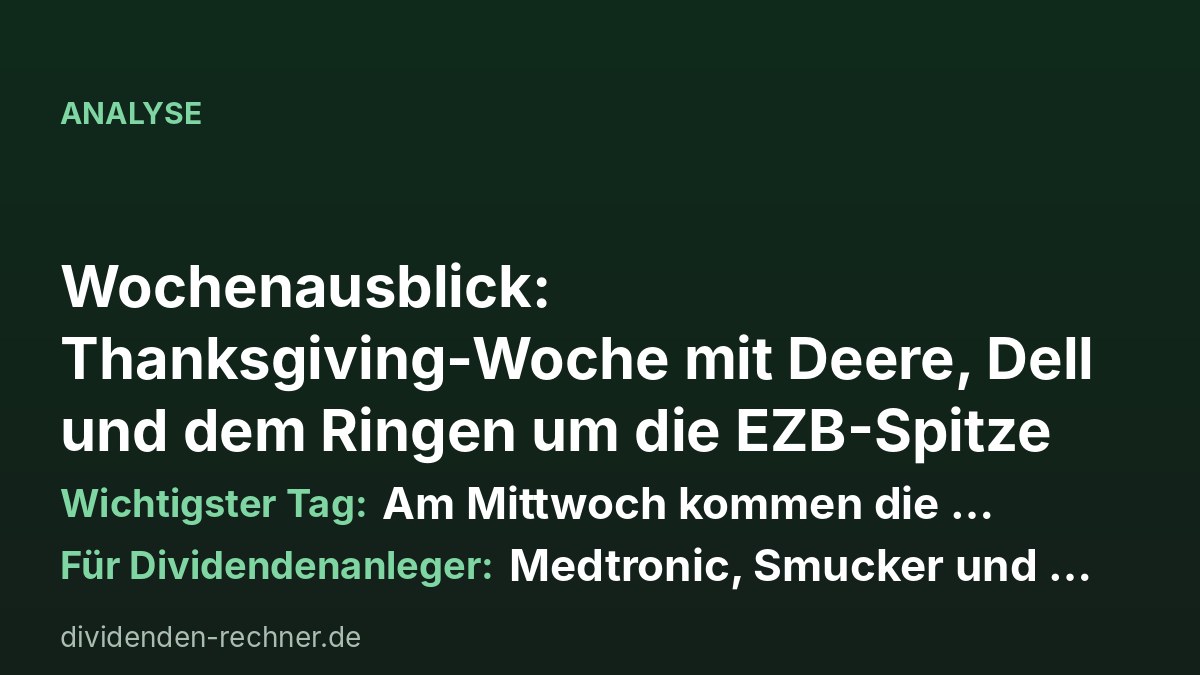 ANALYSE
Wochenausblick:
Thanksgiving-Woche mit Deere, Dell
und dem Ringen um die EZB-Spitze
Wichtigster Tag: Am Mittwoch kommen die …
Für Dividendenanleger: Medtronic, Smucker und …
dividenden-rechner.de